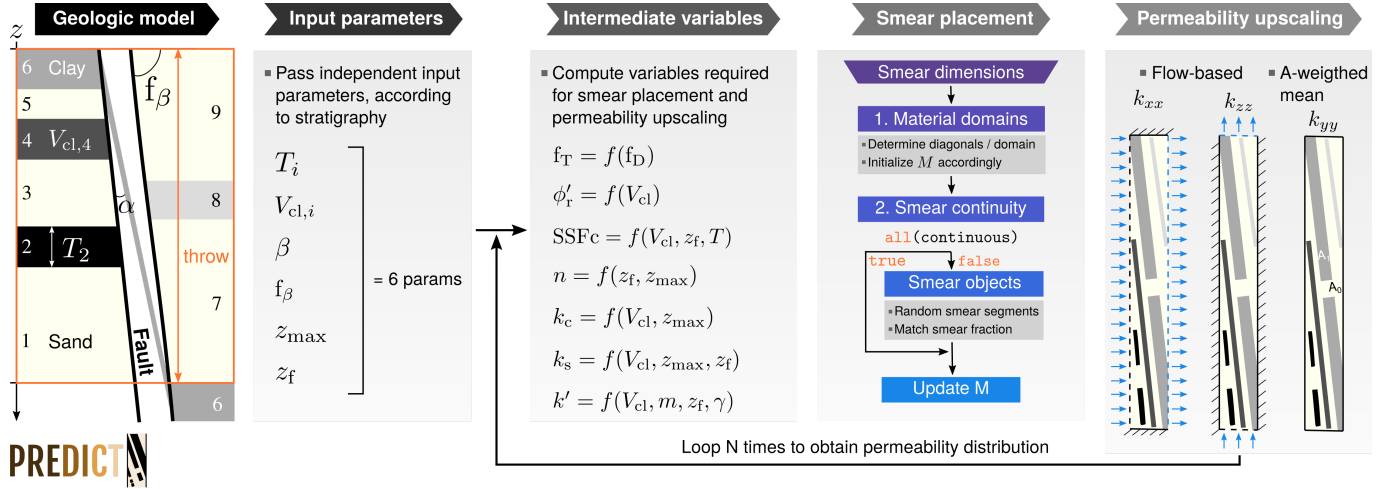 Geologic model
z
6 Clay
5
4 V_cl,4
3
2 T_2
1 Sand
f_β
α
9
8
throw
7
Fault
6
PREDICT
Input parameters
▪ Pass independent input
parameters, according
to stratigraphy
T_i
V_cl,i
β
f_β
z_max
z_f
= 6 params
Intermediate variables
▪ Compute variables required
for smear placement and
permeability upscaling
f_T = f(f_D)
ϕ′_r = f(V_cl)
SSFc = f(V_cl, z_f, T)
n = f(z_f, z_max)
k_c = f(V_cl, z_max)
k_s = f(V_cl, z_max, z_f)
k′ = f(V_cl, m, z_f, γ)
Smear placement
Smear dimensions
1. Material domains
▪ Determine diagonals / domain
▪ Initialize M accordingly
2. Smear continuity
all(continuous)
true false
Smear objects
▪ Random smear segments
▪ Match smear fraction
Update M
Permeability upscaling
▪ Flow-based
k_xx
k_zz
▪ A-weigthed
mean
k_yy
A_1
A_0
Loop N times to obtain permeability distribution